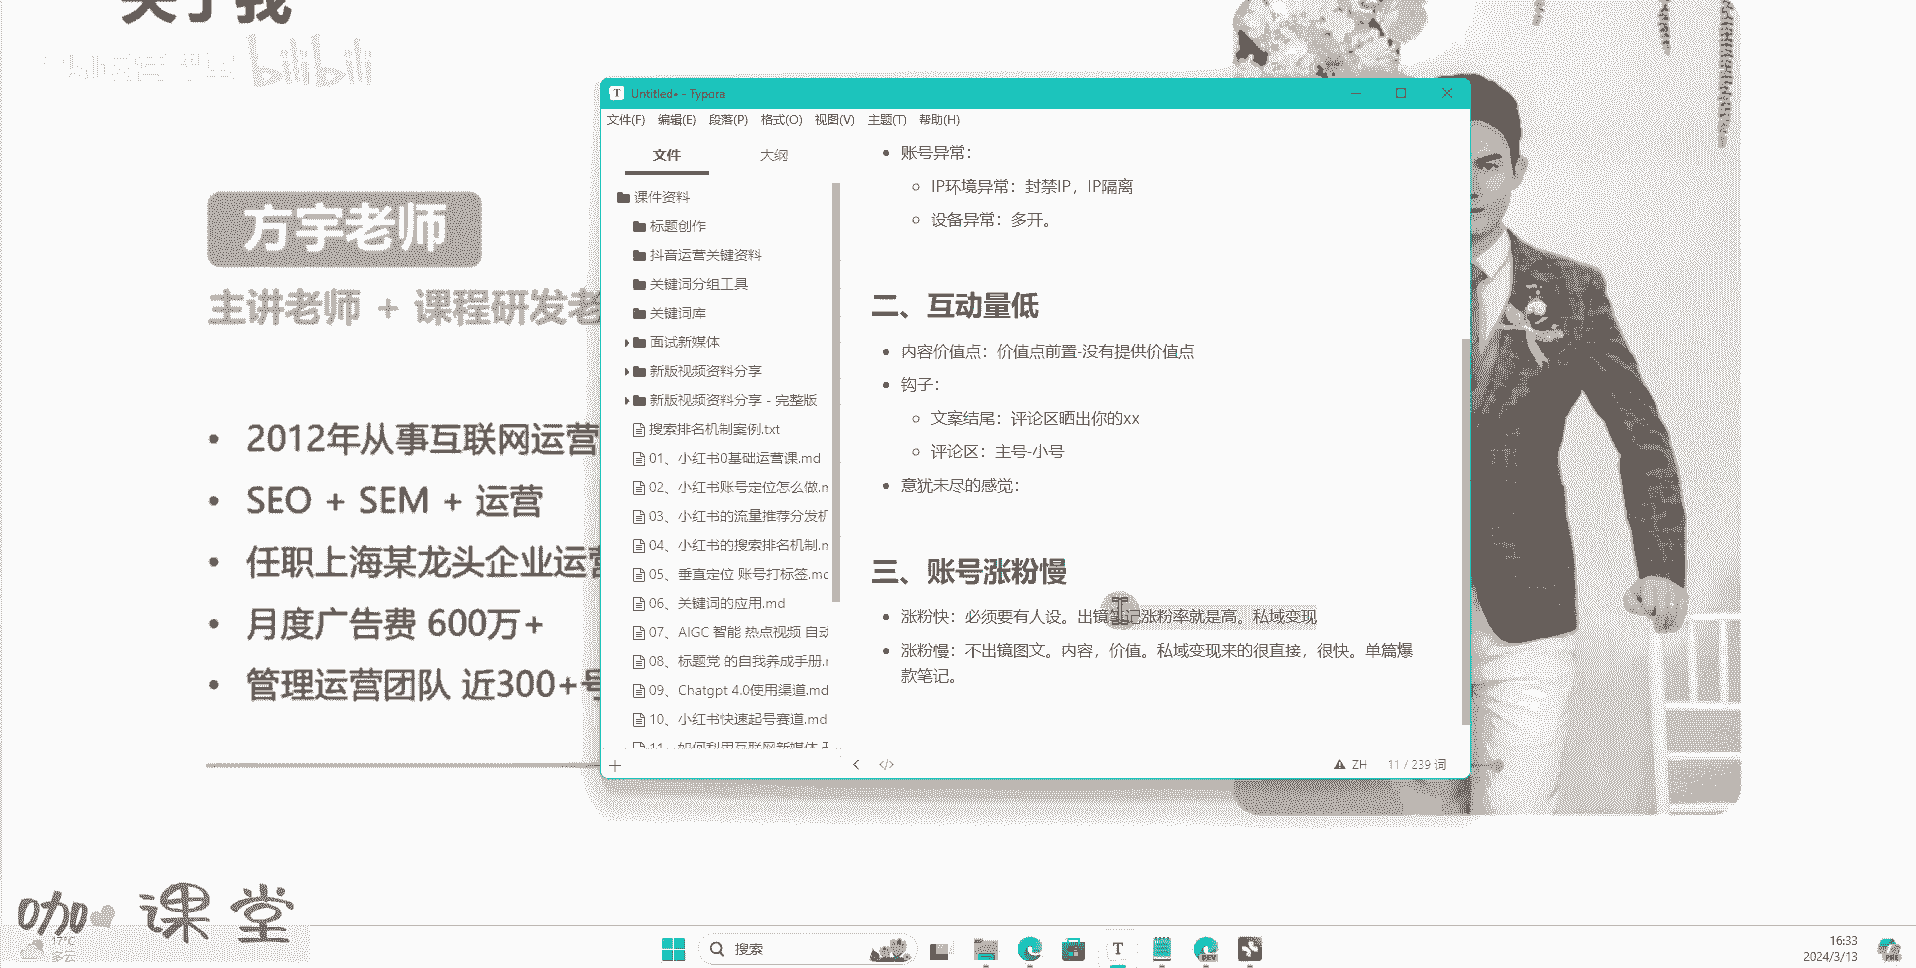 关于我
bilibili
方宇老师
主讲老师 + 课程研发老
2012年从事互联网运营
SEO + SEM + 运营
任职上海某龙头企业运营
月度广告费 600万+
管理运营团队 近300+号
Untitled• - Typora
文件(F) 编辑(E) 段落(P) 格式(O) 视图(V) 主题(T) 帮助(H)
文件 大纲
课件资料
标题创作
抖音运营关键资料
关键词分组工具
关键词库
面试新媒体
新版视频资料分享
新版视频资料分享 - 完整版
搜索排名机制案例.txt
01、小红书0基础运营课.md
02、小红书账号定位怎么做.m
03、小红书的流量推荐分发机
04、小红书的搜索排名机制.m
05、垂直定位 账号打标签.md
06、关键词的应用.md
07、AIGC 智能 热点视频 自动
08、标题党 的自我养成手册.r
09、Chatgpt 4.0使用渠道.md
10、小红书快速起号赛道.md
11、如何利用互联网新媒体
账号异常：
IP环境异常：封禁IP，IP隔离
设备异常：多开。
二、互动量低
内容价值点：价值点前置-没有提供价值点
钩子：
文案结尾：评论区晒出你的xx
评论区：主号-小号
意犹未尽的感觉：
三、账号涨粉慢
涨粉快：必须要有人设。出镜笔记涨粉率就是高。私域变现
涨粉慢：不出镜图文。内容，价值。私域变现来的很直接，很快。单篇爆
款笔记。
ZH 11 / 239 词
咖课堂
17°C
多云
搜索
16:33
2024/3/13